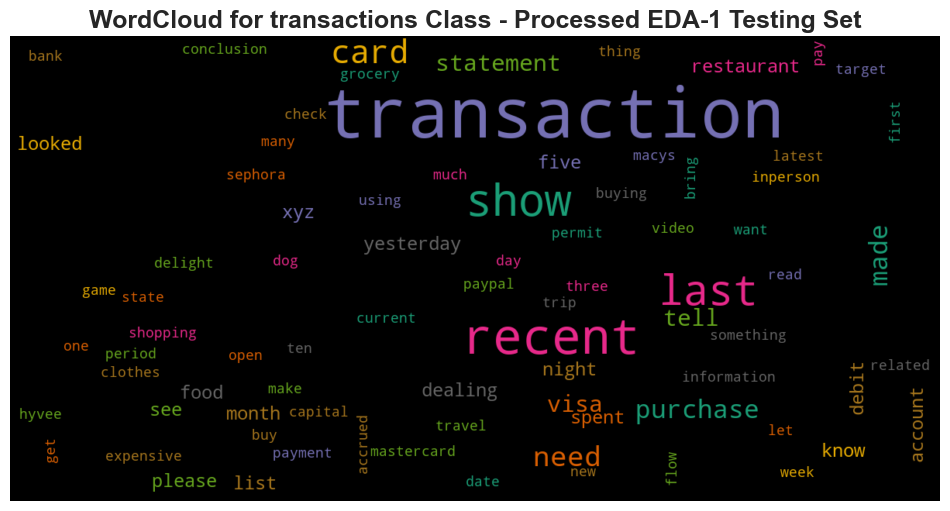 WordCloud for transactions Class - Processed EDA-1 Testing Set
bank
conclusion
card
grocery
statement
thing
restaurant
pay
target
transaction
check
first
many
looked
five
macys
latest
sephora
much
bring
inperson
show
buying
xyz
using
permit
video
want
yesterday
made
delight
dog
day
read
paypal
three
last
game
state
trip
current
tell
shopping
recent
something
one
period
open
ten
clothes
night
information
related
food
make
dealing
debit
visa
see
month
capital
spent
purchase
account
hyvee
travel
let
buy
get
expensive
payment
accrued
mastercard
need
know
new
flow
week
please
list
date